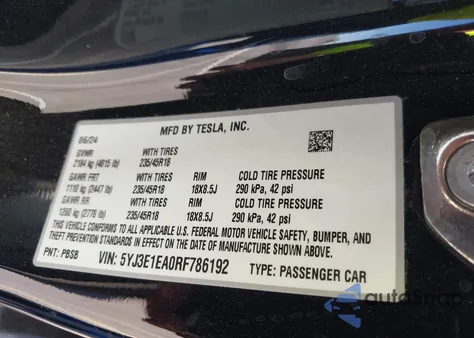 MFD BY TESLA, INC.
06/24
GVWR WITH TIRES
2184 kg (4815 lb) 235/45R18
GAWR FRT WITH TIRES RIM COLD TIRE PRESSURE
1110 kg (2447 lb) 235/45R18 18X8.5J 290 kPa, 42 psi
GAWR RR WITH TIRES RIM COLD TIRE PRESSURE
1260 kg (2778 lb) 235/45R18 18X8.5J 290 kPa, 42 psi
THIS VEHICLE CONFORMS TO ALL APPLICABLE U.S. FEDERAL MOTOR VEHICLE SAFETY, BUMPER, AND
THEFT PREVENTION STANDARDS IN EFFECT ON THE DATE OF MANUFACTURE SHOWN ABOVE.
PNT: PBSB VIN: 5YJ3E1EA0RF786192 TYPE: PASSENGER CAR
autoSnap